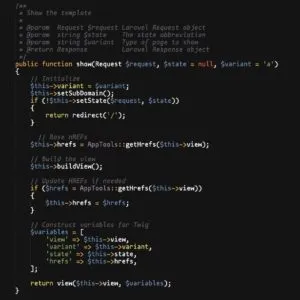 /**
 * Show the template
 *
 * @param  Request $request Laravel Request object
 * @param  string $state    The state abbreviation
 * @param  string $variant  Type of page to show
 * @return Response         Laravel Response object
 */
public function show(Request $request, $state = null, $variant = 'a')
{
    // Initialize
    $this->variant = $variant;
    $this->setSubDomain();
    if (!$this->setState($request, $state))
    {
        return redirect('/');
    }

    // Base HREFs
    $this->hrefs = AppTools::getHrefs($this->view);

    // Build the view
    $this->buildView();

    // Update HREFs if needed
    if ($hrefs = AppTools::getHrefs($this->view))
    {
        $this->hrefs = $hrefs;
    }

    // Construct variables for Twig
    $variables = [
        'view' => $this->view,
        'variant' => $this->variant,
        'state' => $this->state,
        'hrefs' => $this->hrefs,
    ];

    return view($this->view, $variables);
}